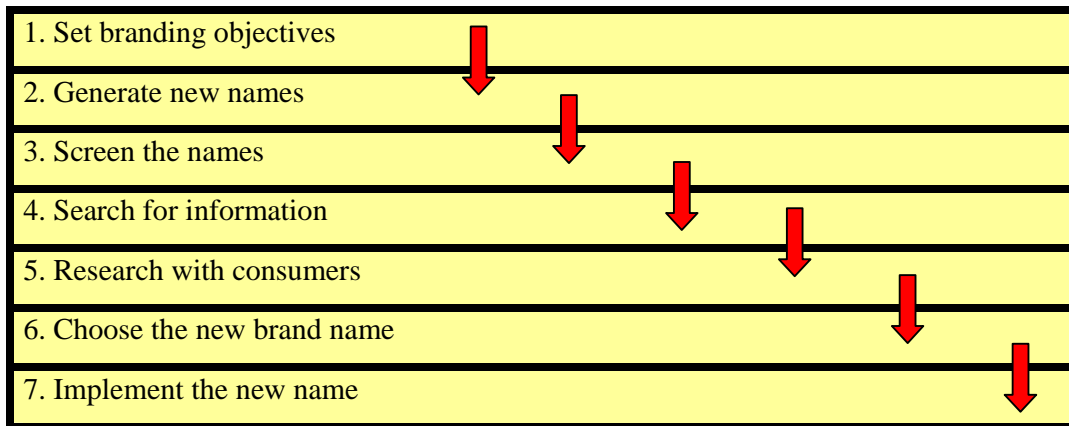 1. Set branding objectives
2. Generate new names
3. Screen the names
4. Search for information
5. Research with consumers
6. Choose the new brand name
7. Implement the new name